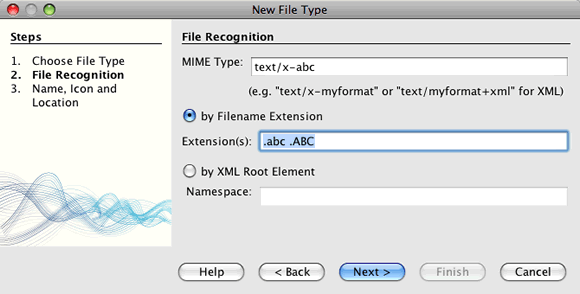 New File Type
Steps
1. Choose File Type
2. File Recognition
3. Name, Icon and
Location
File Recognition
MIME Type: text/x-abc
(e.g. "text/x-myformat" or "text/myformat+xml" for XML)
by Filename Extension
Extension(s): .abc .ABC
by XML Root Element
Namespace:
Help < Back Next > Finish Cancel